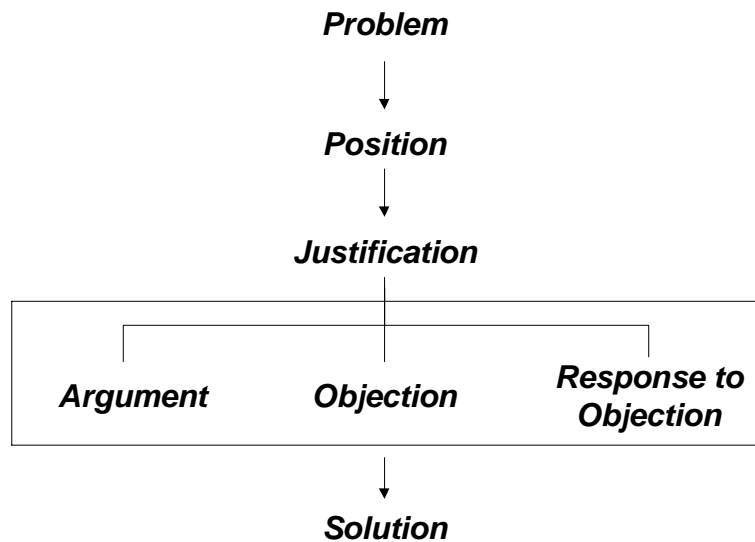 Problem
Position
Justification
Argument
Objection
Response to
Objection
Solution